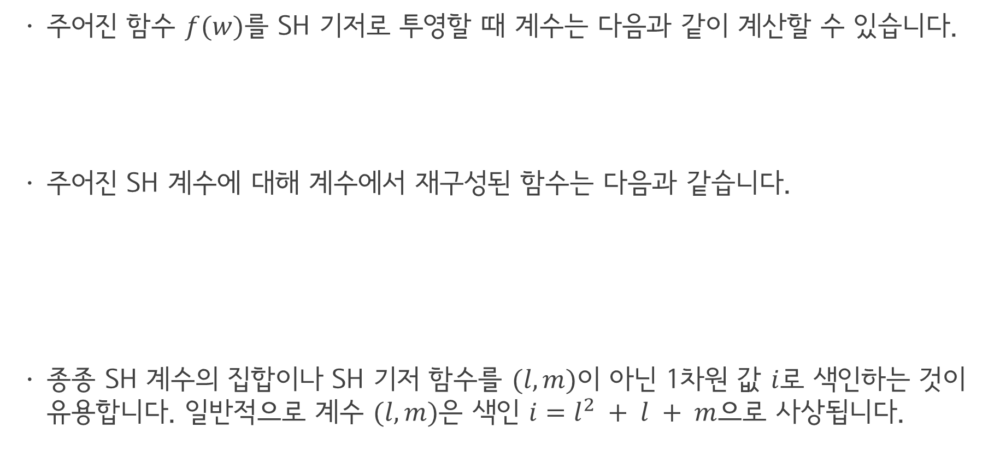 · 주어진 함수 f(w)를 SH 기저로 투영할 때 계수는 다음과 같이 계산할 수 있습니다.
· 주어진 SH 계수에 대해 계수에서 재구성된 함수는 다음과 같습니다.
· 종종 SH 계수의 집합이나 SH 기저 함수를 (l, m)이 아닌 1차원 값 i로 색인하는 것이
유용합니다. 일반적으로 계수 (l, m)은 색인 i = l² + l + m으로 사상됩니다.